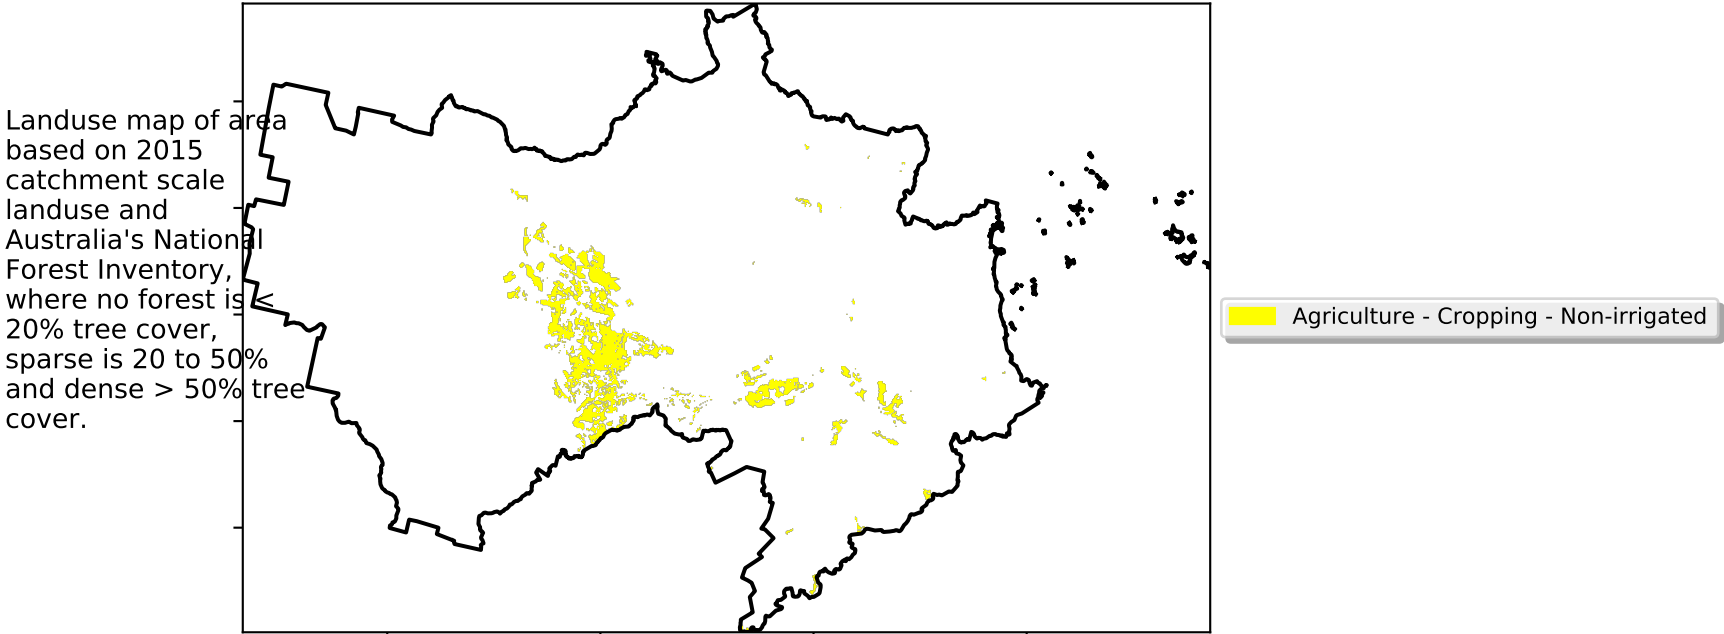 Landuse map of area
based on 2015
catchment scale
landuse and
Australia's National
Forest Inventory,
where no forest is <
20% tree cover,
sparse is 20 to 50%
and dense > 50% tree
cover.
Agriculture - Cropping - Non-irrigated